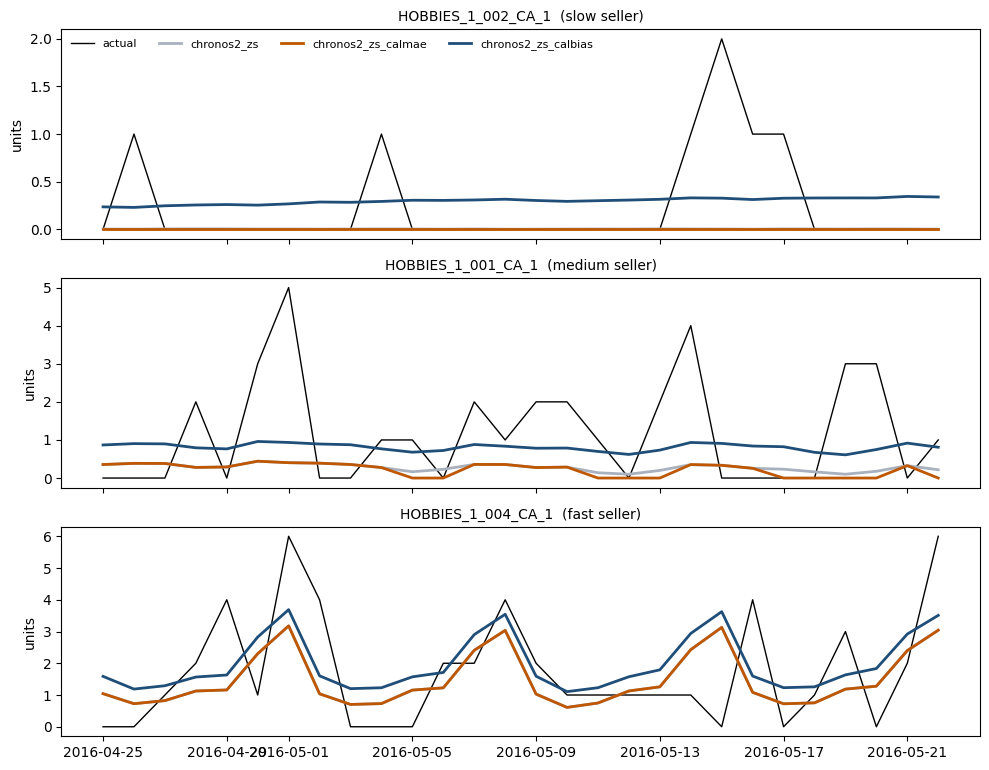 HOBBIES_1_002_CA_1 (slow seller)
actual chronos2_zs chronos2_zs_calmae chronos2_zs_calbias
2.0
1.5
1.0
0.5
0.0
units
HOBBIES_1_001_CA_1 (medium seller)
5
4
3
2
1
0
units
HOBBIES_1_004_CA_1 (fast seller)
6
5
4
3
2
1
0
units
2016-04-25 2016-04-29 2016-05-01 2016-05-05 2016-05-09 2016-05-13 2016-05-17 2016-05-21